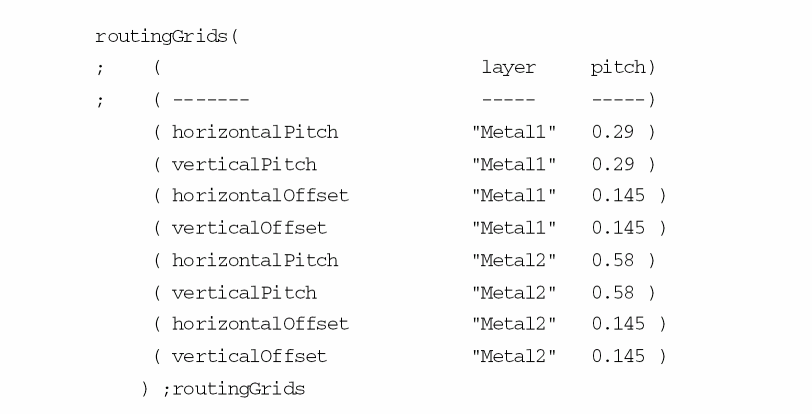 routingGrids(
; ( layer pitch)
; ( ------- ----- -----)
( horizontalPitch "Metal1" 0.29 )
( verticalPitch "Metal1" 0.29 )
( horizontalOffset "Metal1" 0.145 )
( verticalOffset "Metal1" 0.145 )
( horizontalPitch "Metal2" 0.58 )
( verticalPitch "Metal2" 0.58 )
( horizontalOffset "Metal2" 0.145 )
( verticalOffset "Metal2" 0.145 )
) ;routingGrids